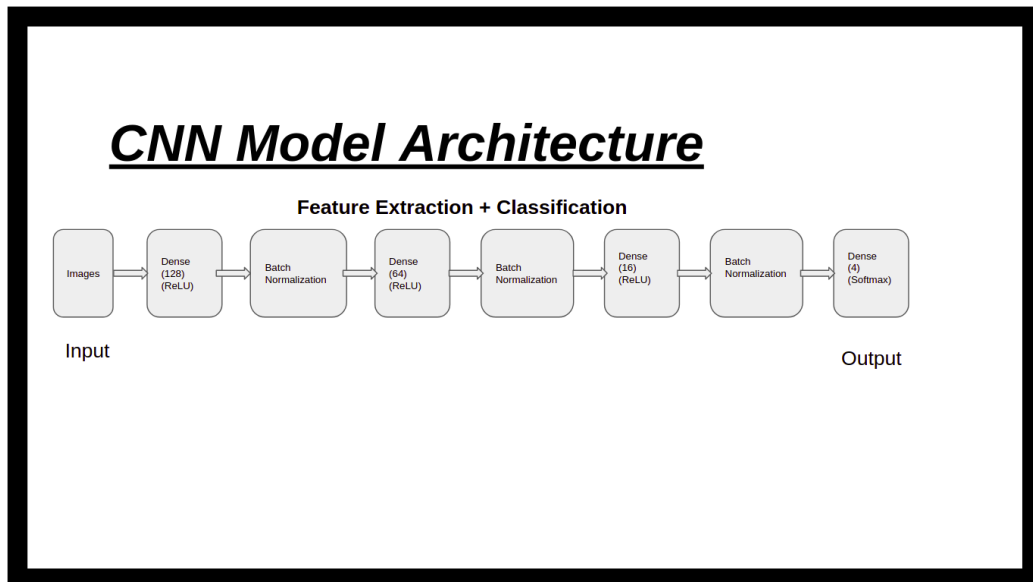 CNN Model Architecture
Feature Extraction + Classification
Images
Dense
(128)
(ReLU)
Batch
Normalization
Dense
(64)
(ReLU)
Batch
Normalization
Dense
(16)
(ReLU)
Batch
Normalization
Dense
(4)
(Softmax)
Input
Output